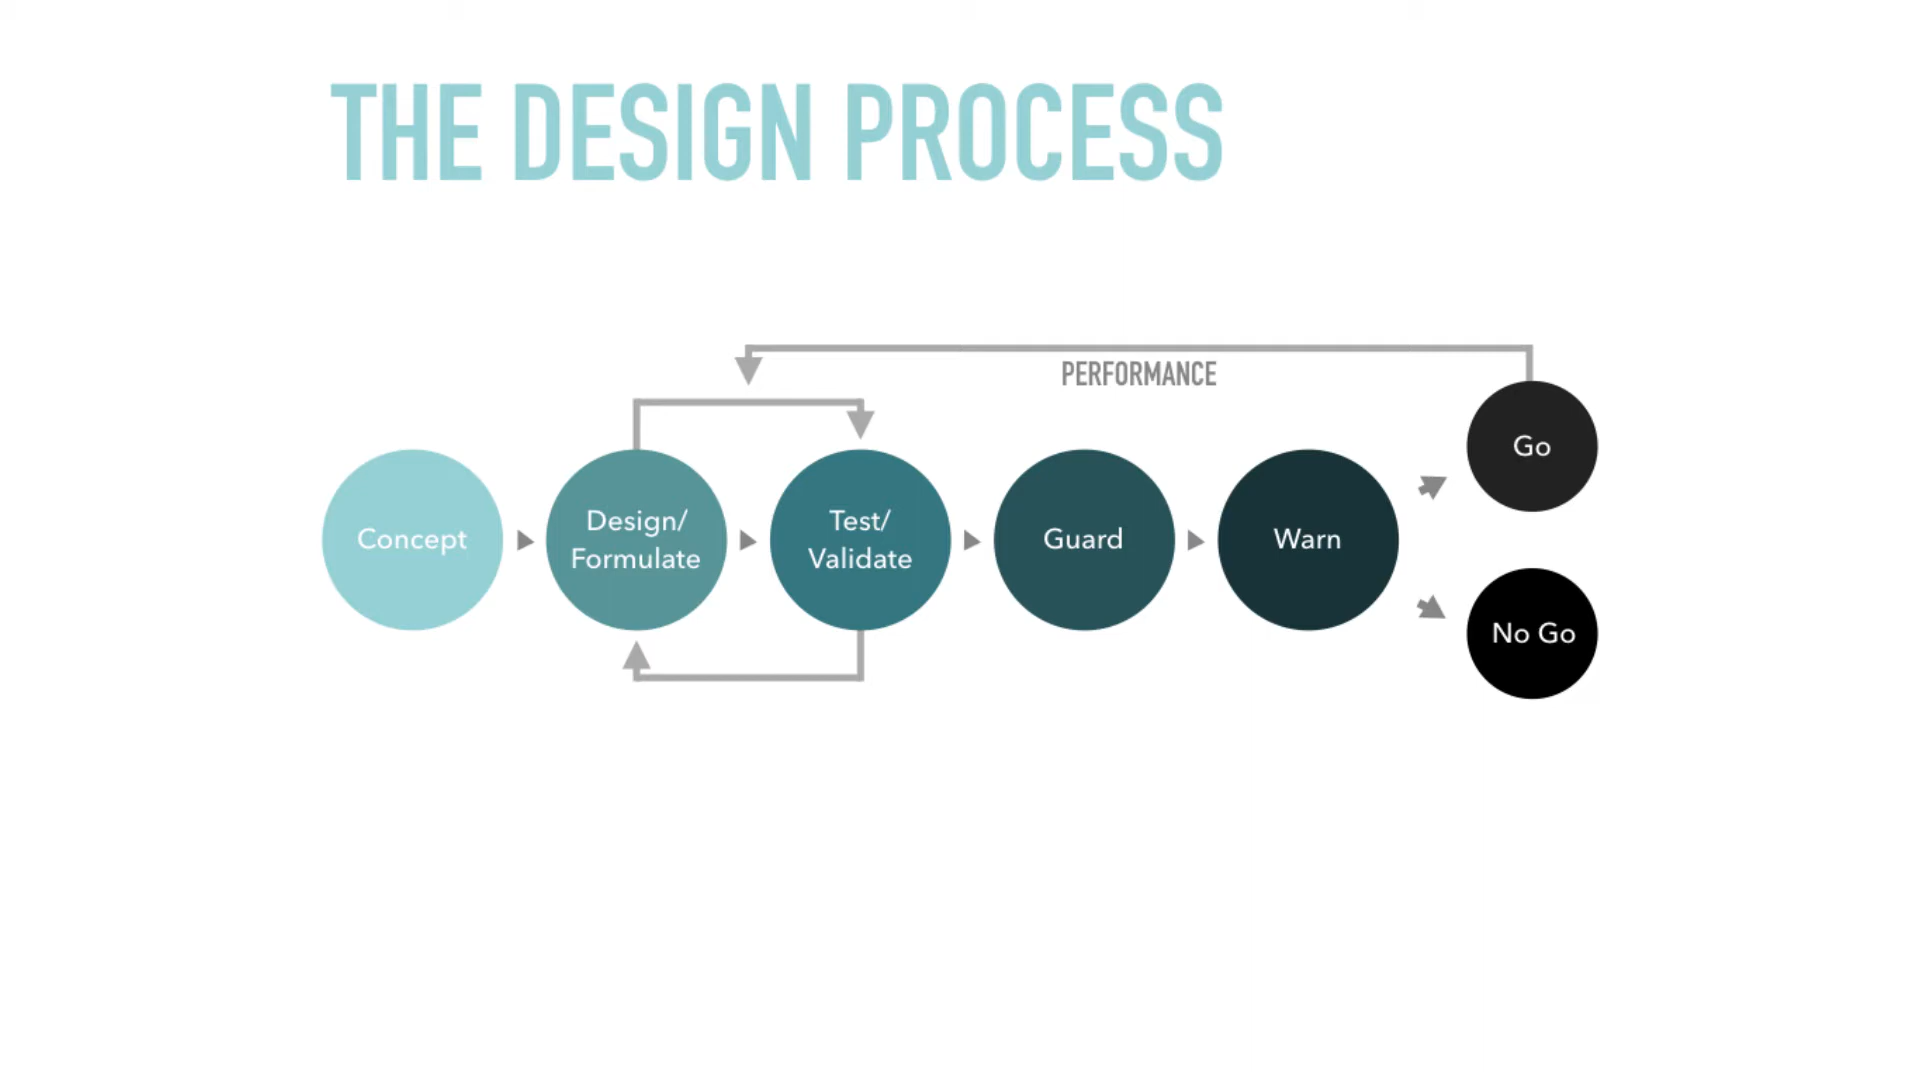 THE DESIGN PROCESS
PERFORMANCE
Concept
Design/
Formulate
Test/
Validate
Guard
Warn
Go
No Go